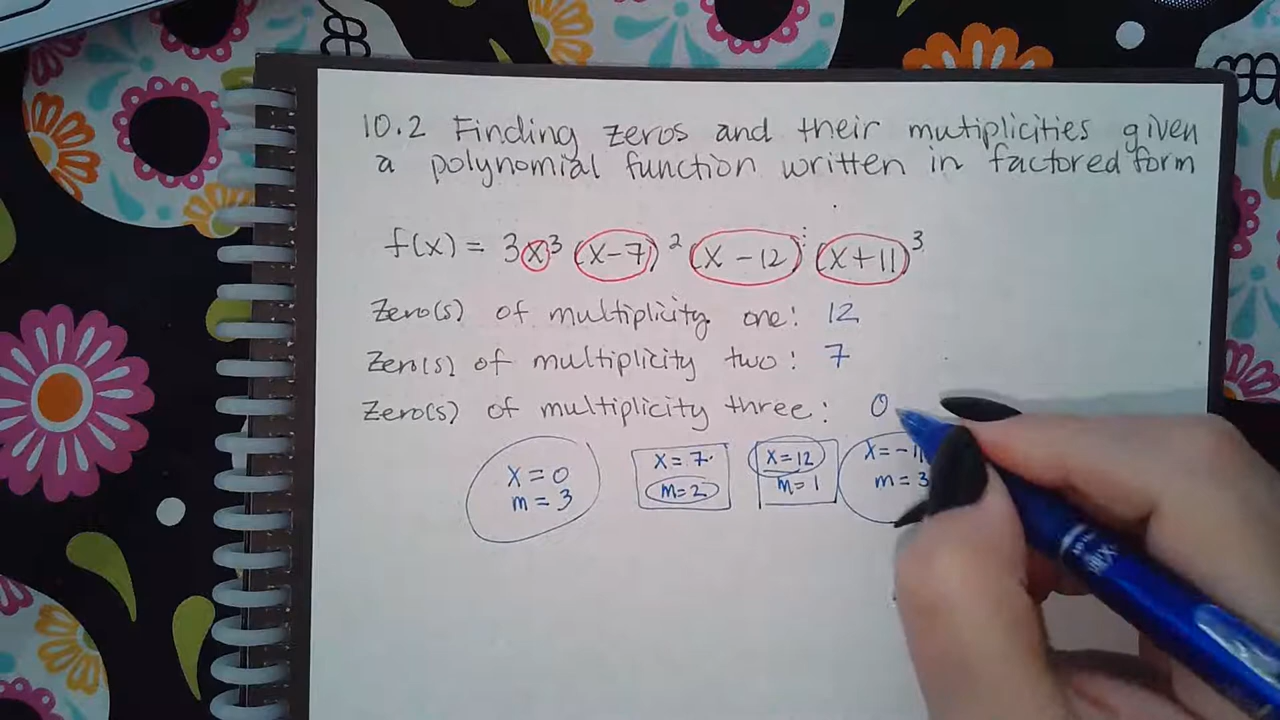 10.2 Finding zeros and their mutiplicities given
a polynomial function written in factored form
f(x) = 3x³ (x-7)² (x-12) (x+11)³
Zero(s) of multiplicity one: 12
Zero(s) of multiplicity two: 7
Zero(s) of multiplicity three: 0
x=0 x=7 x=12
m=3 m=2 m=1 m=3